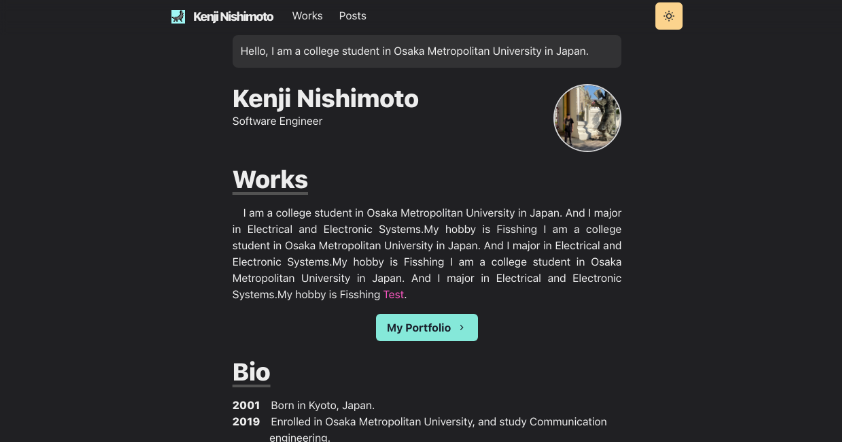 Kenji Nishimoto Works Posts
Hello, I am a college student in Osaka Metropolitan University in Japan.
Kenji Nishimoto
Software Engineer
Works
I am a college student in Osaka Metropolitan University in Japan. And I major
in Electrical and Electronic Systems.My hobby is Fisshing I am a college
student in Osaka Metropolitan University in Japan. And I major in Electrical and
Electronic Systems.My hobby is Fisshing I am a college student in Osaka
Metropolitan University in Japan. And I major in Electrical and Electronic
Systems.My hobby is Fisshing Test.
My Portfolio
Bio
2001 Born in Kyoto, Japan.
2019 Enrolled in Osaka Metropolitan University, and study Communication
engineering.